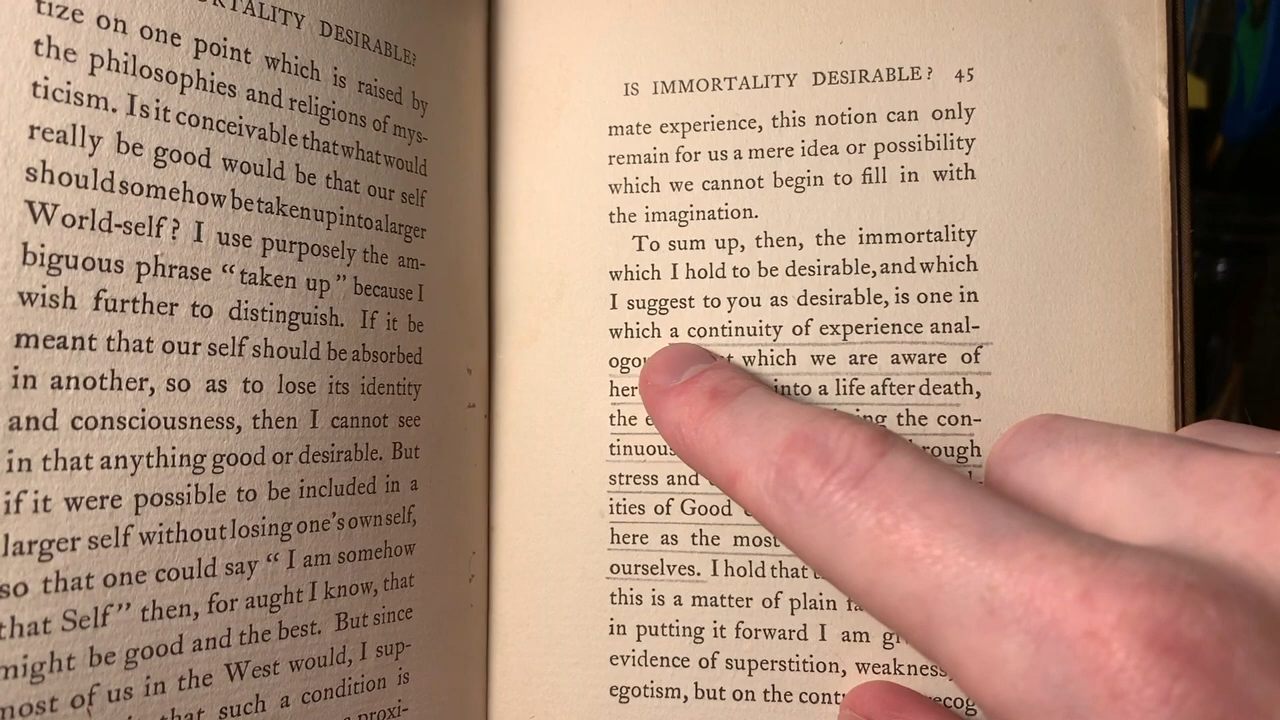 RTALITY DESIRABLE?
tize on one point which is raised by
the philosophies and religions of mys-
ticism. Is it conceivable that what would
really be good would be that our self
should somehow be taken up into a larger
World-self? I use purposely the am-
biguous phrase “taken up” because I
wish further to distinguish. If it be
meant that our self should be absorbed
in another, so as to lose its identity
and consciousness, then I cannot see
in that anything good or desirable. But
if it were possible to be included in a
larger self without losing one’s own self,
so that one could say “I am somehow
that Self” then, for aught I know, that
might be good and the best. But since
most of us in the West would, I sup-
that such a condition is
proxi-
IS IMMORTALITY DESIRABLE? 45
mate experience, this notion can only
remain for us a mere idea or possibility
which we cannot begin to fill in with
the imagination.
To sum up, then, the immortality
which I hold to be desirable, and which
I suggest to you as desirable, is one in
which a continuity of experience anal-
which we are aware of
into a life after death,
the the con-
stress and
ities of Good
here as the most
ourselves. I hold that
this is a matter of plain
in putting it forward I am
evidence of superstition, weakness,
egotism, but on the